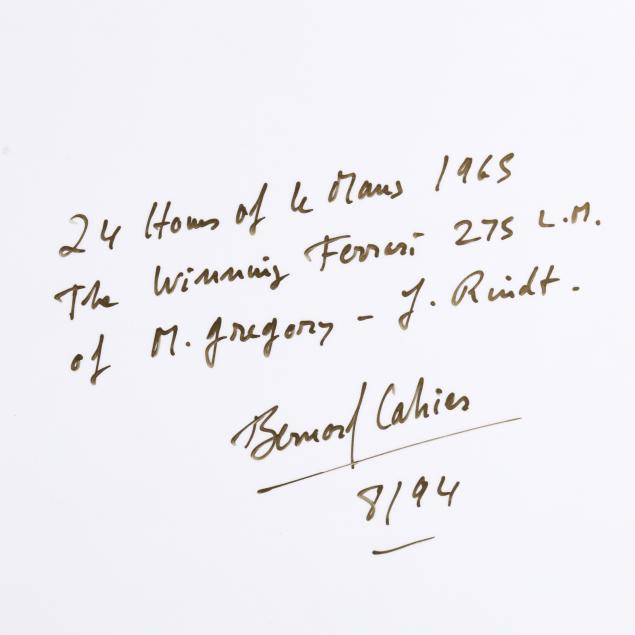 24 Hours of le Mans 1965
The Winning Ferrari 275 L.M.
of M. Gregory - J. Rindt.
Bernard Cahier
8/94